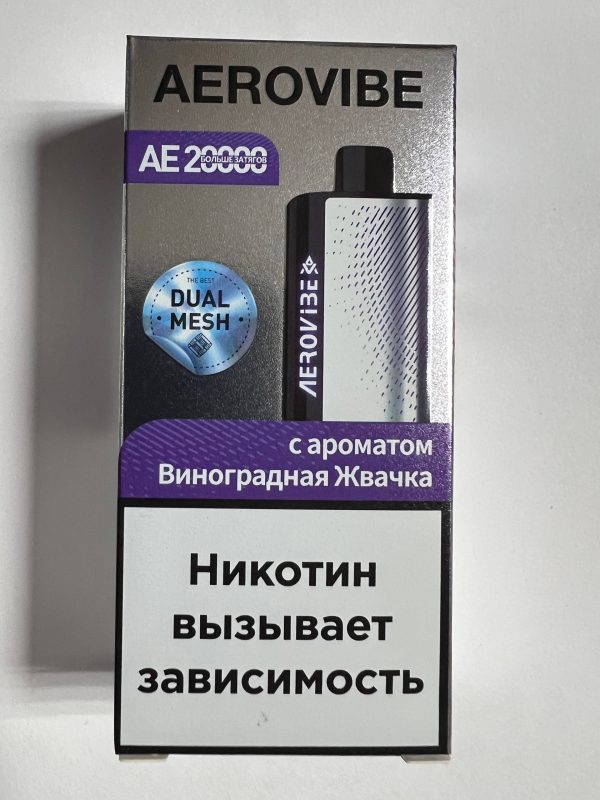 AEROVIBE
AE 20000
БОЛЬШЕ ЗАТЯГОВ
THE BEST
DUAL
MESH
AEROVIBE
с ароматом
Виноградная Жвачка
Никотин
вызывает
зависимость